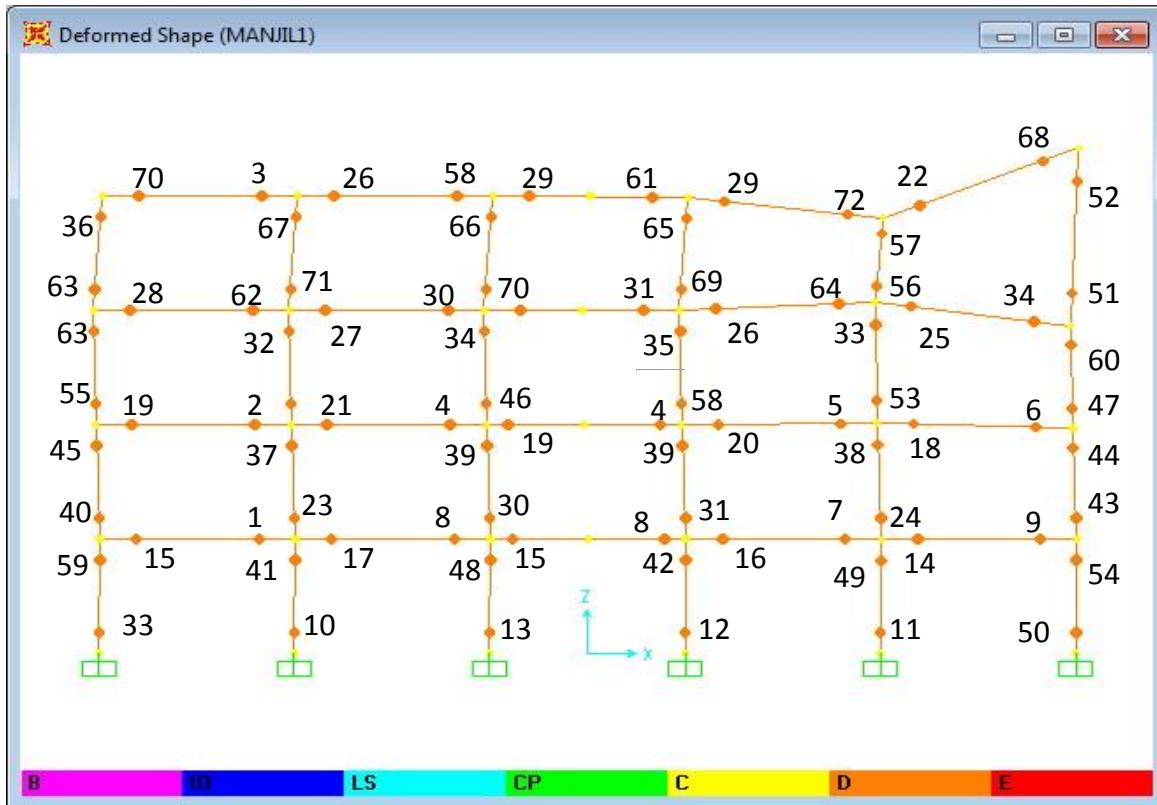 Deformed Shape (MANJIL1)
68
70 3 26 58 29 61 29 72 22 52
36 67 66 65 57
63 28 62 71 30 70 31 69 26 64 56 34 51
63 32 27 34 35 33 25 60
55 19 2 21 4 46 4 58 20 5 53 6 47
45 37 39 19 39 38 18 44
40 1 23 8 30 8 31 7 24 9 43
59 15 41 17 48 15 42 16 49 14 54
33 10 13 Z X 12 11 50
B IO LS CP C D E